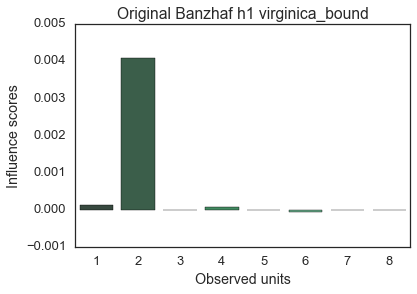 Original Banzhaf h1 virginica_bound
0.005
0.004
0.003
0.002
0.001
0.000
−0.001
Influence scores
1 2 3 4 5 6 7 8
Observed units